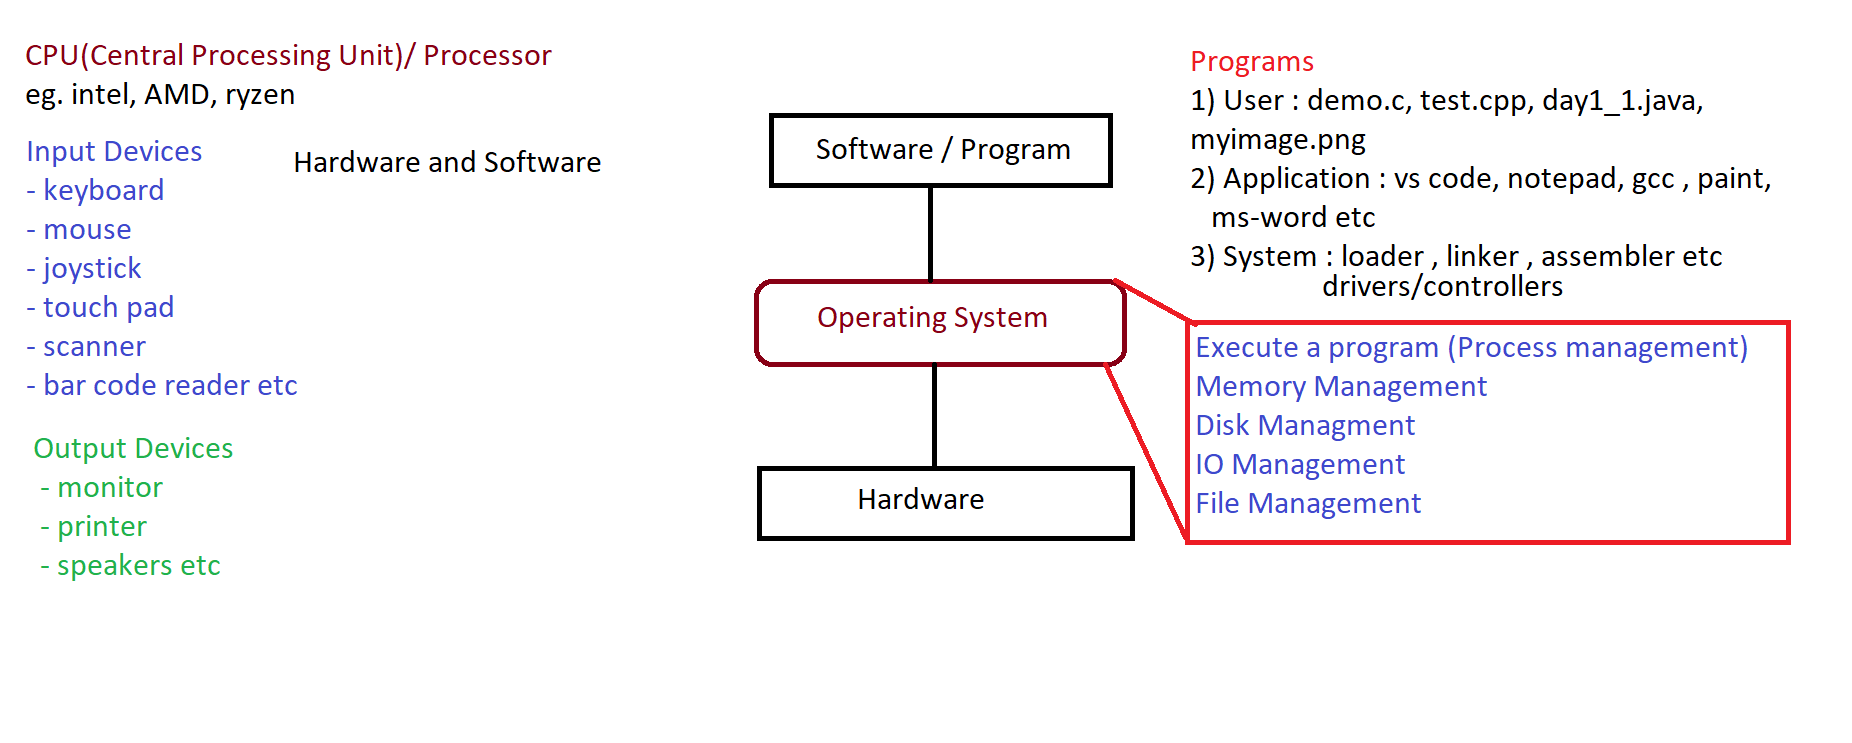 CPU(Central Processing Unit)/ Processor
eg. intel, AMD, ryzen
Input Devices
- keyboard
- mouse
- joystick
- touch pad
- scanner
- bar code reader etc
Output Devices
- monitor
- printer
- speakers etc
Hardware and Software
Software / Program
Operating System
Hardware
Programs
1) User : demo.c, test.cpp, day1_1.java,
myimage.png
2) Application : vs code, notepad, gcc , paint,
ms-word etc
3) System : loader , linker , assembler etc
drivers/controllers
Execute a program (Process management)
Memory Management
Disk Managment
IO Management
File Management